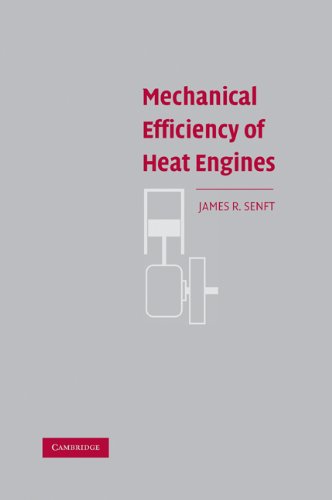 Mechanical
Efficiency of
Heat Engines
JAMES R. SENFT
CAMBRIDGE